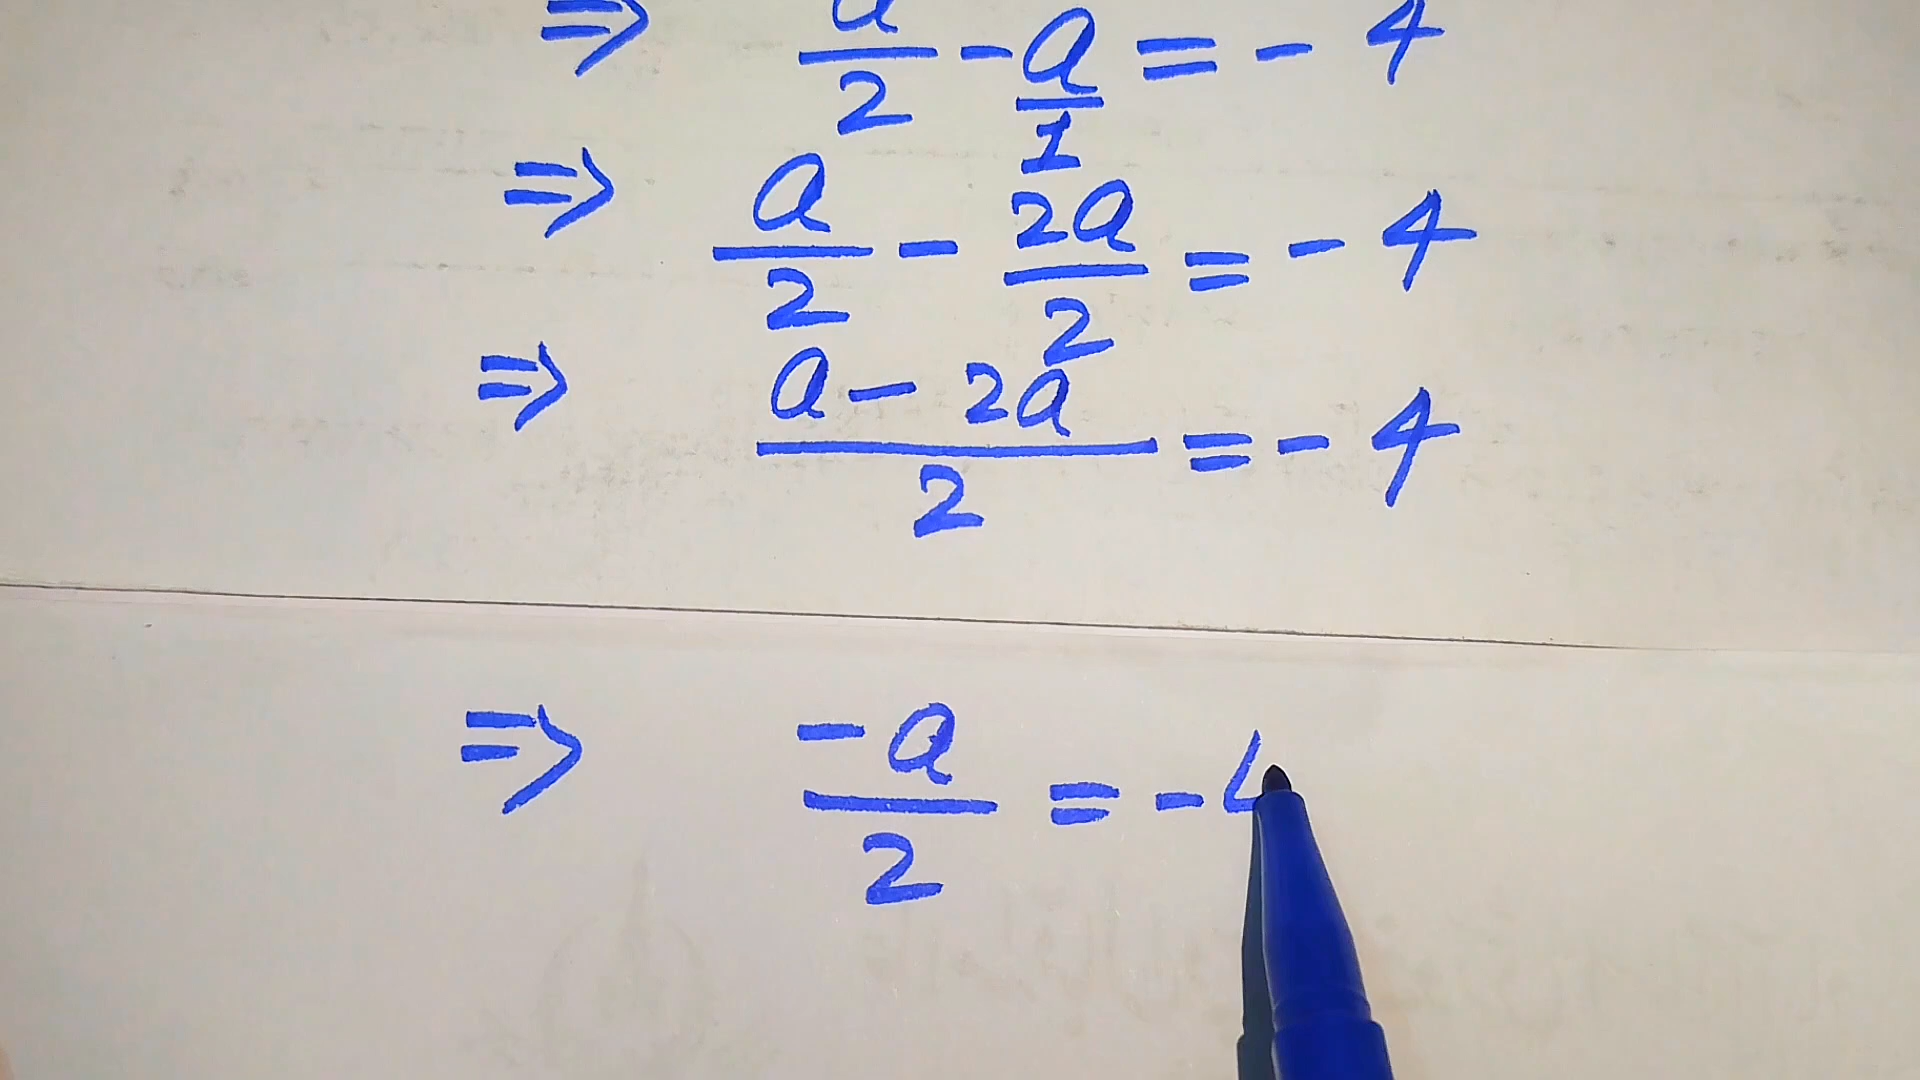 ⇒ a/2 - a/1 = - 4
⇒ a/2 - 2a/2 = - 4
⇒ (a - 2a)/2 = - 4
⇒ -a/2 = - 4